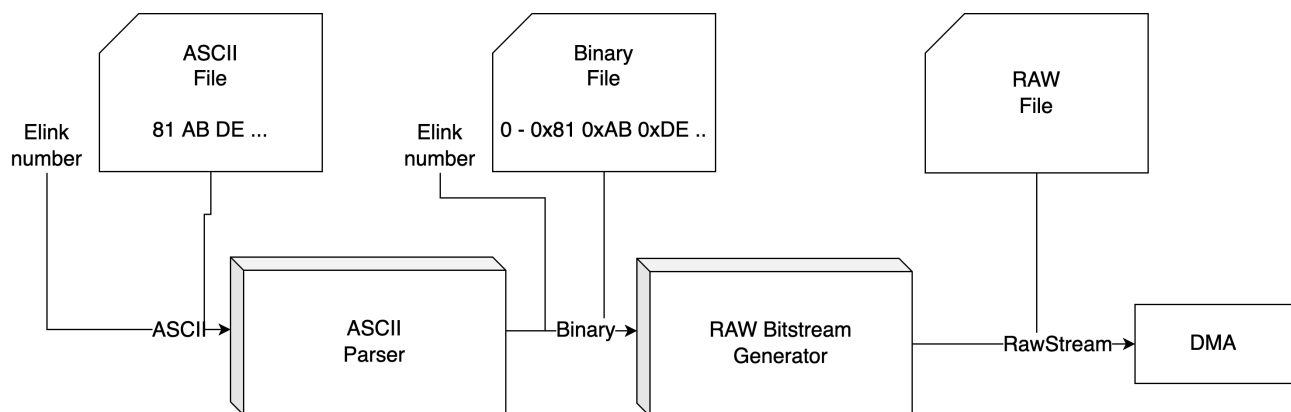 ASCII
File
81 AB DE ...
Binary
File
0 - 0x81 0xAB 0xDE ..
RAW
File
Elink
number
Elink
number
ASCII
ASCII
Parser
Binary
RAW Bitstream
Generator
RawStream
DMA